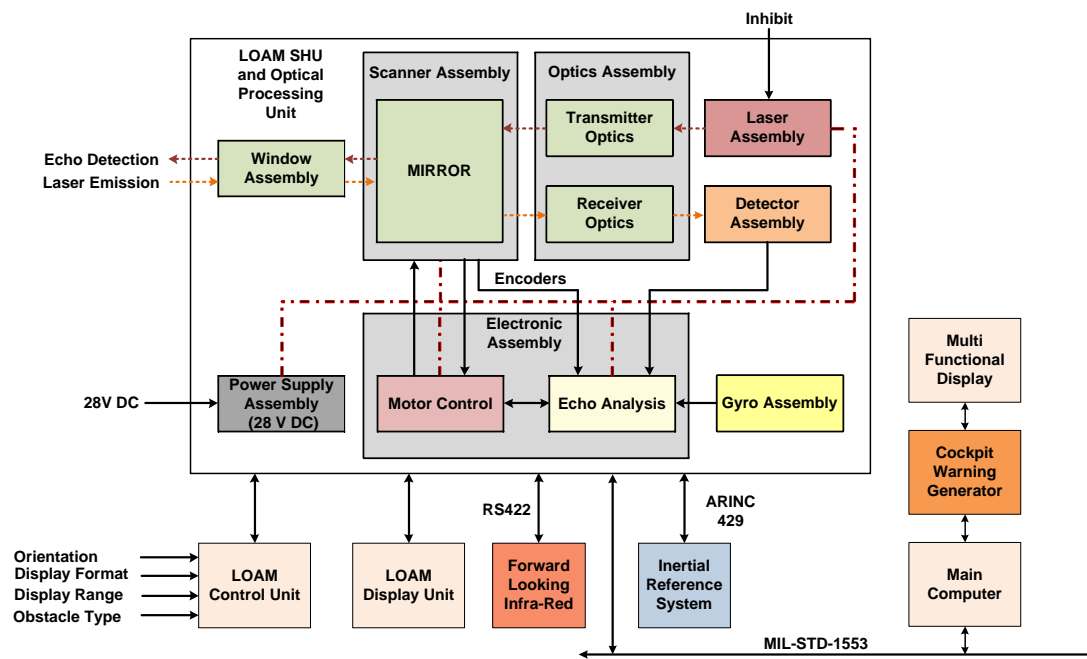 Inhibit
LOAM SHU
and Optical
Processing
Unit
Scanner Assembly
Optics Assembly
MIRROR
Transmitter
Optics
Laser
Assembly
Echo Detection
Laser Emission
Window
Assembly
Receiver
Optics
Detector
Assembly
Encoders
Electronic
Assembly
28V DC
Power Supply
Assembly
(28 V DC)
Motor Control
Echo Analysis
Gyro Assembly
Multi
Functional
Display
Cockpit
Warning
Generator
RS422
ARINC
429
Orientation
Display Format
Display Range
Obstacle Type
LOAM
Control Unit
LOAM
Display Unit
Forward
Looking
Infra-Red
Inertial
Reference
System
Main
Computer
MIL-STD-1553